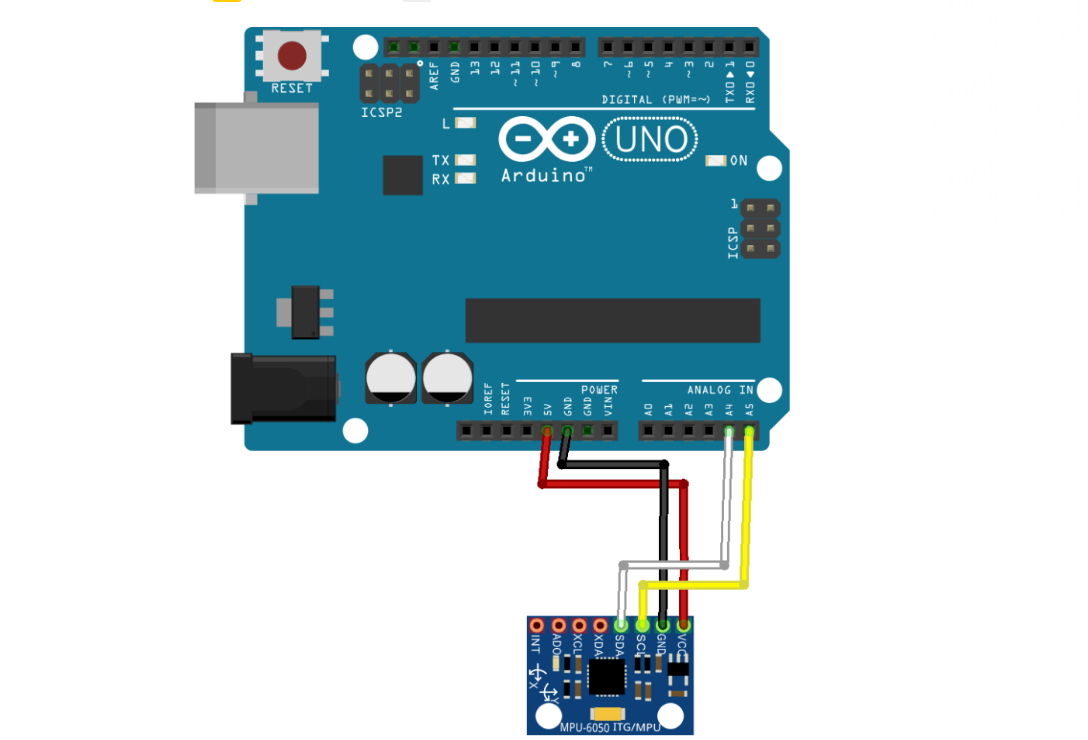 RESET
ICSP2
AREF
GND
13
12
~11
~10
~9
8
7
~6
~5
4
~3
2
TX0▶1
RX0◀0
DIGITAL (PWM=~)
L
TX
RX
UNO
Arduino™
ON
1
ICSP
IOREF
RESET
3V3
5V
GND
GND
VIN
POWER
A0
A1
A2
A3
A4
A5
ANALOG IN
INT
ADO
XCL
XDA
SDA
SCL
GND
VCC
X
Y
MPU-6050 ITG/MPU